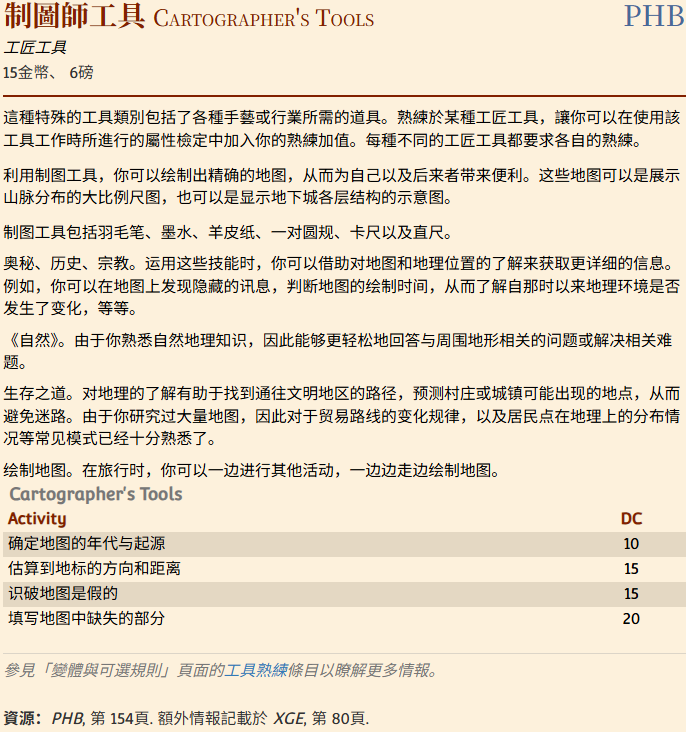 制圖師工具 Cartographer's Tools PHB
工匠工具
15金幣、 6磅
這種特殊的工具類別包括了各種手藝或行業所需的道具。熟練於某種工匠工具，讓你可以在使用該
工具工作時所進行的屬性檢定中加入你的熟練加值。每種不同的工匠工具都要求各自的熟練。
利用制图工具，你可以绘制出精确的地图，从而为自己以及后来者带来便利。这些地图可以是展示
山脉分布的大比例尺图，也可以是显示地下城各层结构的示意图。
制图工具包括羽毛笔、墨水、羊皮纸、一对圆规、卡尺以及直尺。
奥秘、历史、宗教。运用这些技能时，你可以借助对地图和地理位置的了解来获取更详细的信息。
例如，你可以在地图上发现隐藏的讯息，判断地图的绘制时间，从而了解自那时以来地理环境是否
发生了变化，等等。
《自然》。由于你熟悉自然地理知识，因此能够更轻松地回答与周围地形相关的问题或解决相关难
题。
生存之道。对地理的了解有助于找到通往文明地区的路径，预测村庄或城镇可能出现的地点，从而
避免迷路。由于你研究过大量地图，因此对于贸易路线的变化规律，以及居民点在地理上的分布情
况等常见模式已经十分熟悉了。
绘制地图。在旅行时，你可以一边进行其他活动，一边边走边绘制地图。
Cartographer's Tools
Activity DC
确定地图的年代与起源 10
估算到地标的方向和距离 15
识破地图是假的 15
填写地图中缺失的部分 20
參見「變體與可選規則」頁面的工具熟練條目以瞭解更多情報。
資源：PHB, 第 154頁. 額外情報記載於 XGE, 第 80頁.